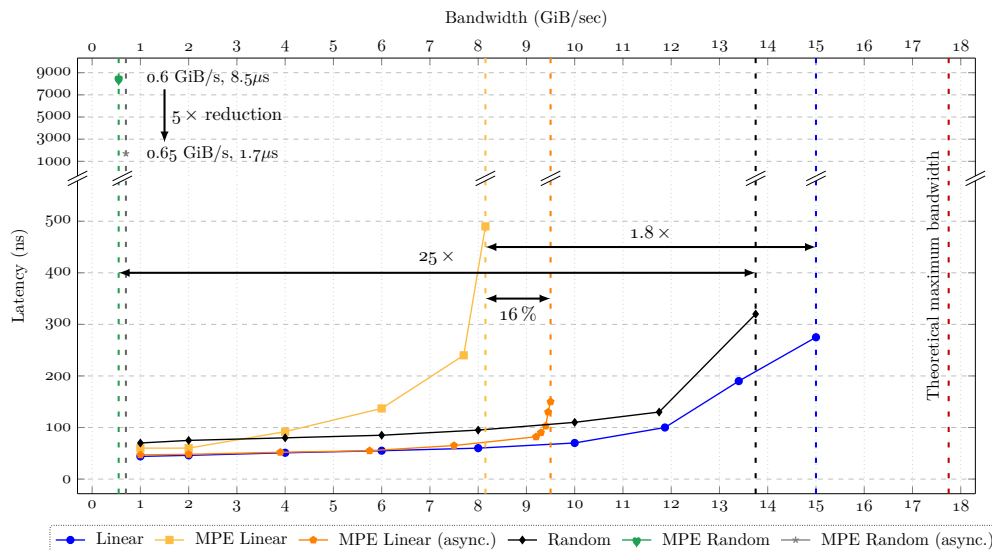 Bandwidth (GiB/sec)
0 1 2 3 4 5 6 7 8 9 10 11 12 13 14 15 16 17 18
9000
7000
5000
3000
1000
0.6 GiB/s, 8.5μs
5× reduction
0.65 GiB/s, 1.7μs
500
400
300
200
100
0
Latency (ns)
1.8×
25×
16%
Theoretical maximum bandwidth
0 1 2 3 4 5 6 7 8 9 10 11 12 13 14 15 16 17 18
Linear MPE Linear MPE Linear (async.) Random MPE Random MPE Random (async.)